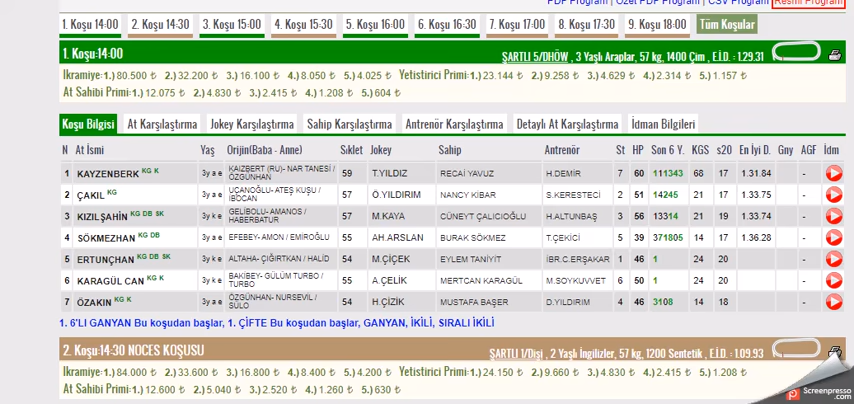 PDF Program | Özet PDF Program | CSV Program | Resmi Program
1. Koşu 14:00 2. Koşu 14:30 3. Koşu 15:00 4. Koşu 15:30 5. Koşu 16:00 6. Koşu 16:30 7. Koşu 17:00 8. Koşu 17:30 9. Koşu 18:00 Tüm Koşular
1. Koşu:14:00 ŞARTLI 5/DHÖW , 3 Yaşlı Araplar, 57 kg, 1400 Çim , E.İ.D. : 1.29.31
Ikramiye:1.) 80.500 ₺ 2.) 32.200 ₺ 3.) 16.100 ₺ 4.) 8.050 ₺ 5.) 4.025 ₺ Yetistirici Primi:1.) 23.144 ₺ 2.) 9.258 ₺ 3.) 4.629 ₺ 4.) 2.314 ₺ 5.) 1.157 ₺
At Sahibi Primi:1.) 12.075 ₺ 2.) 4.830 ₺ 3.) 2.415 ₺ 4.) 1.208 ₺ 5.) 604 ₺
Koşu Bilgisi At Karşılaştırma Jokey Karşılaştırma Sahip Karşılaştırma Antrenör Karşılaştırma Detaylı At Karşılaştırma İdman Bilgileri
N At İsmi Yaş Orijin(Baba - Anne) Sıklet Jokey Sahip Antrenör St HP Son 6 Y. KGS s20 En İyi D. Gny AGF İdm
1 KAYZENBERK KG K 3y a e KAIZBERT (RU)- NAR TANESİ / ÖZGÜNHAN 59 T.YILDIZ RECAİ YAVUZ H.DEMİR 7 60 111343 68 17 1.31.84 -
2 ÇAKIL KG 3y a e UÇANOĞLU- ATEŞ KUŞU / İBOCAN 57 Ö.YILDIRIM NANCY KİBAR S.KERESTECİ 2 51 14245 21 17 1.33.75 -
3 KIZILŞAHİN KG DB SK 3y k e GELİBOLU- AMANOS / HABERBATUR 57 M.KAYA CÜNEYT ÇALICIOĞLU H.ALTUNBAŞ 3 56 13314 21 19 1.33.74 -
4 SÖKMEZHAN KG DB 3y a e EFEBEY- AMON / EMİROĞLU 55 AH.ARSLAN BURAK SÖKMEZ T.ÇEKİCİ 5 39 371805 14 17 1.36.28 -
5 ERTUNÇHAN KG DB SK 3y a e ALTAHA- ÇIĞIRTKAN / HALİD 54 M.ÇİÇEK EYLEM TANİYİT İBR.C.ERŞAKAR 1 46 1 24 20 -
6 KARAGÜL CAN KG K 3y k e BAKİBEY- GÜLÜM TURBO / TURBO 55 A.ÇELİK MERTCAN KARAGÜL M.SOYKUVVET 6 50 1 24 20 -
7 ÖZAKIN KG K 3y k e ÖZGÜNHAN- NURSEVİL / SÜLO 54 H.ÇİZİK MUSTAFA BAŞER D.YILDIRIM 4 46 3108 14 18 -
1. 6'LI GANYAN Bu koşudan başlar, 1. ÇİFTE Bu koşudan başlar, GANYAN, İKİLİ, SIRALI İKİLİ
2. Koşu:14:30 NOCES KOŞUSU ŞARTLI 1/Dişi , 2 Yaşlı İngilizler, 57 kg, 1200 Sentetik , E.İ.D. : 1.09.93
Ikramiye:1.) 84.000 ₺ 2.) 33.600 ₺ 3.) 16.800 ₺ 4.) 8.400 ₺ 5.) 4.200 ₺ Yetistirici Primi:1.) 24.150 ₺ 2.) 9.660 ₺ 3.) 4.830 ₺ 4.) 2.415 ₺ 5.) 1.208 ₺
At Sahibi Primi:1.) 12.600 ₺ 2.) 5.040 ₺ 3.) 2.520 ₺ 4.) 1.260 ₺ 5.) 630 ₺
Screenpresso.com